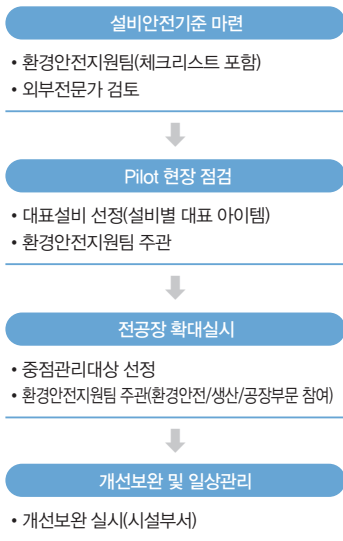 설비안전기준 마련
• 환경안전지원팀(체크리스트 포함)
• 외부전문가 검토
Pilot 현장 점검
• 대표설비 선정(설비별 대표 아이템)
• 환경안전지원팀 주관
전공장 확대실시
• 중점관리대상 선정
• 환경안전지원팀 주관(환경안전/생산/공장부문 참여)
개선보완 및 일상관리
• 개선보완 실시(시설부서)